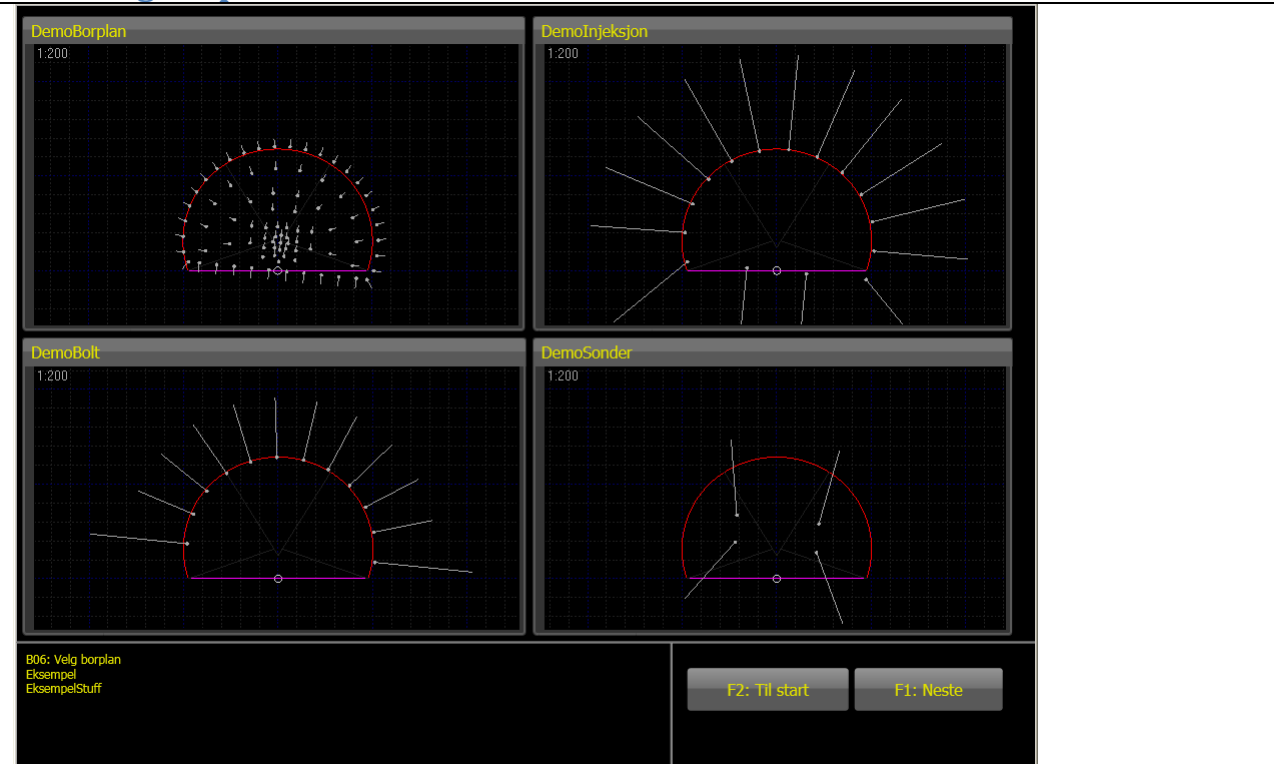 DemoBorplan
1:200
DemoInjeksjon
1:200
DemoBolt
1:200
DemoSonder
1:200
B06: Velg borplan
Eksempel
EksempelStuff
F2: Til start
F1: Neste